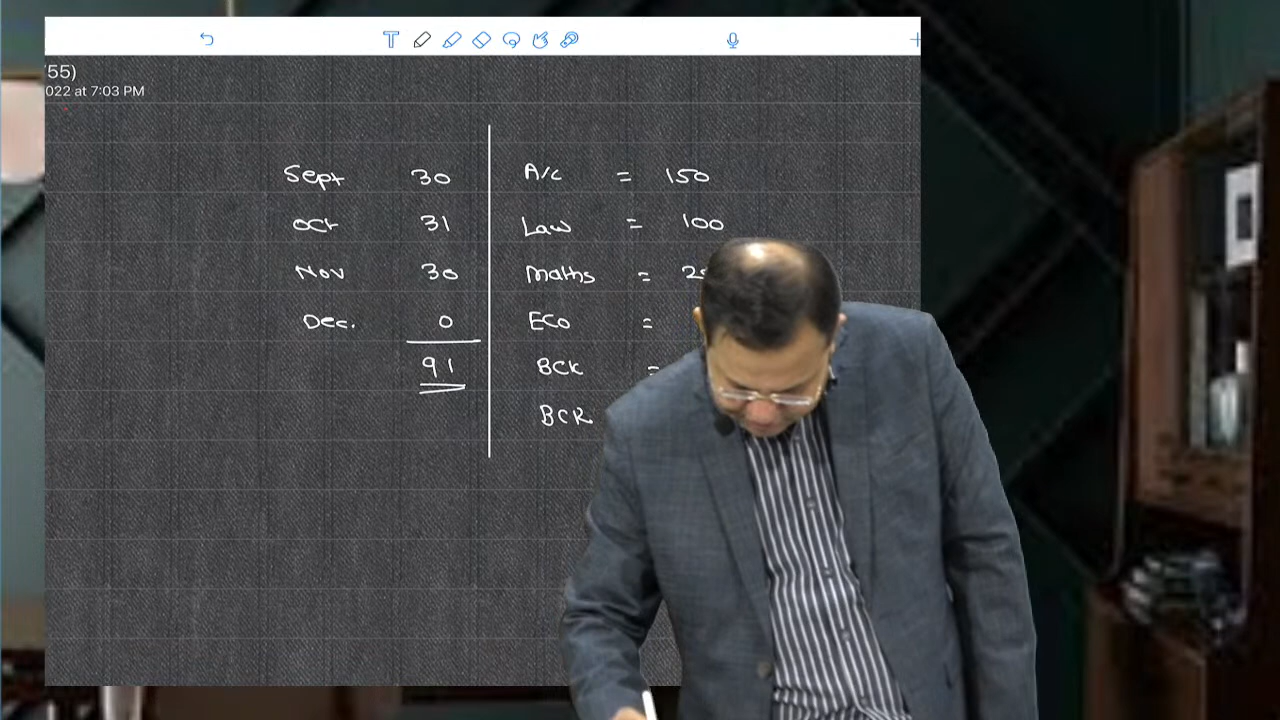 55)
022 at 7:03 PM
Sept 30
Oct 31
Nov 30
Dec. 0
91
A/c = 150
Law = 100
Maths =
Eco =
BCK =
BCR